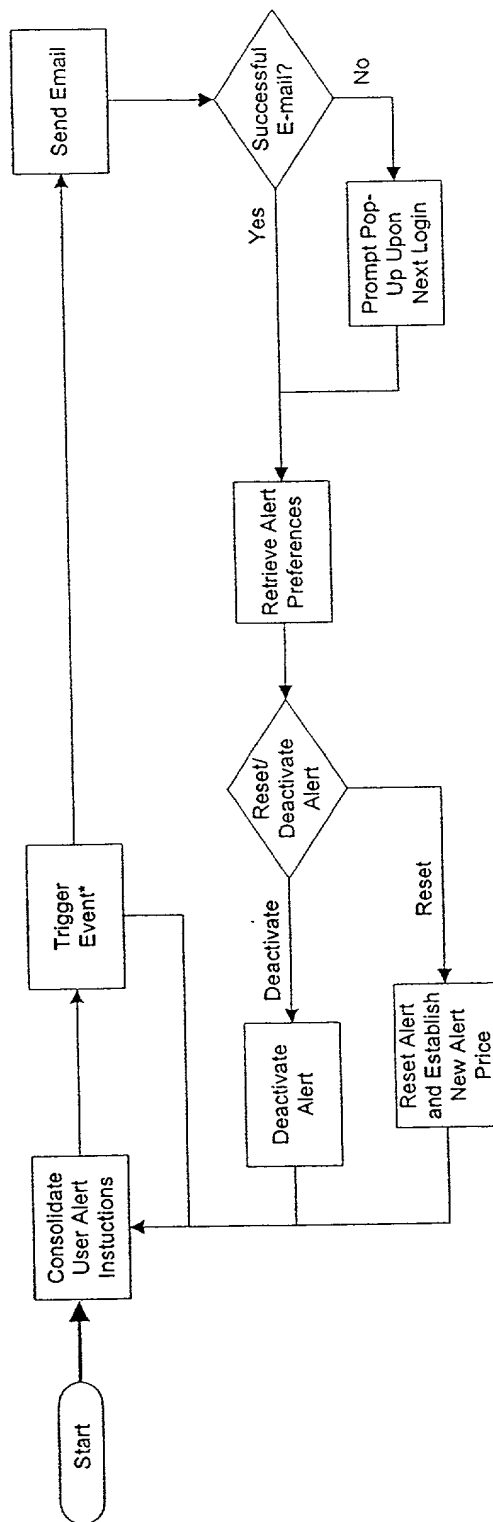 Start
Consolidate
User Alert
Instuctions
Trigger
Event*
Send Email
Successful
E-mail?
Yes
No
Prompt Pop-
Up Upon
Next Login
Retrieve Alert
Preferences
Reset/
Deactivate
Alert
Deactivate
Reset
Deactivate
Alert
Reset Alert
and Establish
New Alert
Price